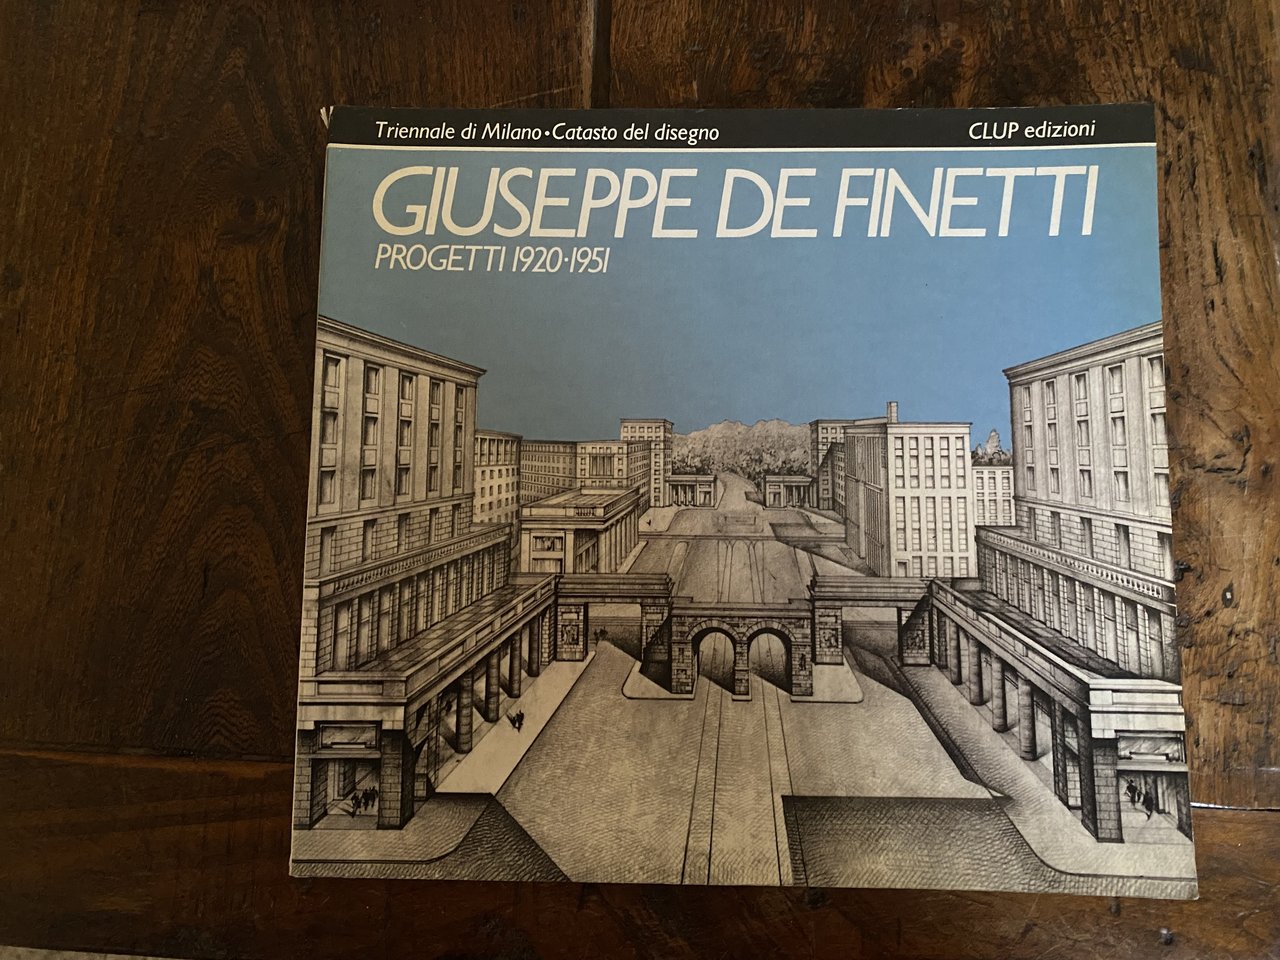 Triennale di Milano • Catasto del disegno CLUP edizioni
GIUSEPPE DE FINETTI
PROGETTI 1920·1951